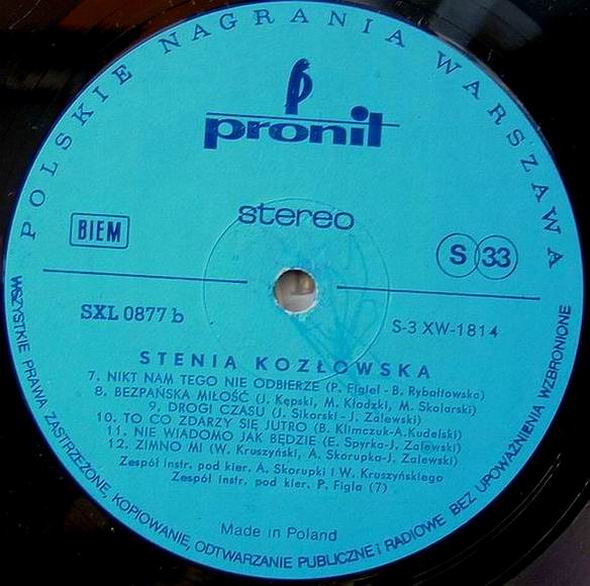 POLSKIE NAGRANIA WARSZAWA
pronit
stereo
BIEM
S 33
SXL 0877 b
S-3 XW-1814
STENIA KOZŁOWSKA
7. NIKT NAM TEGO NIE ODBIERZE (P. Figiel - B. Rybałtowska)
8. BEZPAŃSKA MIŁOŚĆ (J. Kępski, M. Kładzki, M. Skolarski)
9. DROGI CZASU (J. Sikorski - J. Zalewski)
10. TO CO ZDARZY SIĘ JUTRO (B. Klimczuk-A. Kudelski)
11. NIE WIADOMO JAK BĘDZIE (E. Spyrka-J. Zalewski)
12. ZIMNO MI (W. Kruszyński, A. Skorupka-J. Zalewski)
Zespół instr. pod kier. A. Skorupki i W. Kruszyńskiego
Zespół instr. pod kier. P. Figla (7)
Made in Poland
WSZYSTKIE PRAWA ZASTRZEŻONE, KOPIOWANIE, ODTWARZANIE PUBLICZNE i RADIOWE BEZ UPOWAŻNIENIA WZBRONIONE